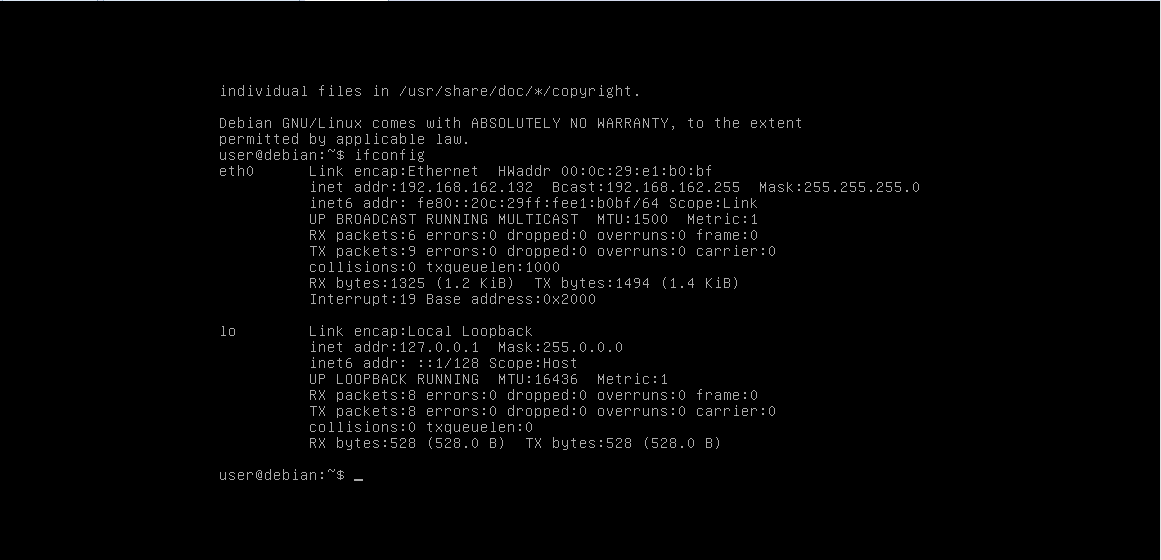 individual files in /usr/share/doc/*/copyright.
Debian GNU/Linux comes with ABSOLUTELY NO WARRANTY, to the extent
permitted by applicable law.
user@debian:~$ ifconfig
eth0      Link encap:Ethernet  HWaddr 00:0c:29:e1:b0:bf
          inet addr:192.168.162.132  Bcast:192.168.162.255  Mask:255.255.255.0
          inet6 addr: fe80::20c:29ff:fee1:b0bf/64 Scope:Link
          UP BROADCAST RUNNING MULTICAST  MTU:1500  Metric:1
          RX packets:6 errors:0 dropped:0 overruns:0 frame:0
          TX packets:9 errors:0 dropped:0 overruns:0 carrier:0
          collisions:0 txqueuelen:1000
          RX bytes:1325 (1.2 KiB)  TX bytes:1494 (1.4 KiB)
          Interrupt:19 Base address:0x2000
lo        Link encap:Local Loopback
          inet addr:127.0.0.1  Mask:255.0.0.0
          inet6 addr: ::1/128 Scope:Host
          UP LOOPBACK RUNNING  MTU:16436  Metric:1
          RX packets:8 errors:0 dropped:0 overruns:0 frame:0
          TX packets:8 errors:0 dropped:0 overruns:0 carrier:0
          collisions:0 txqueuelen:0
          RX bytes:528 (528.0 B)  TX bytes:528 (528.0 B)
user@debian:~$ _